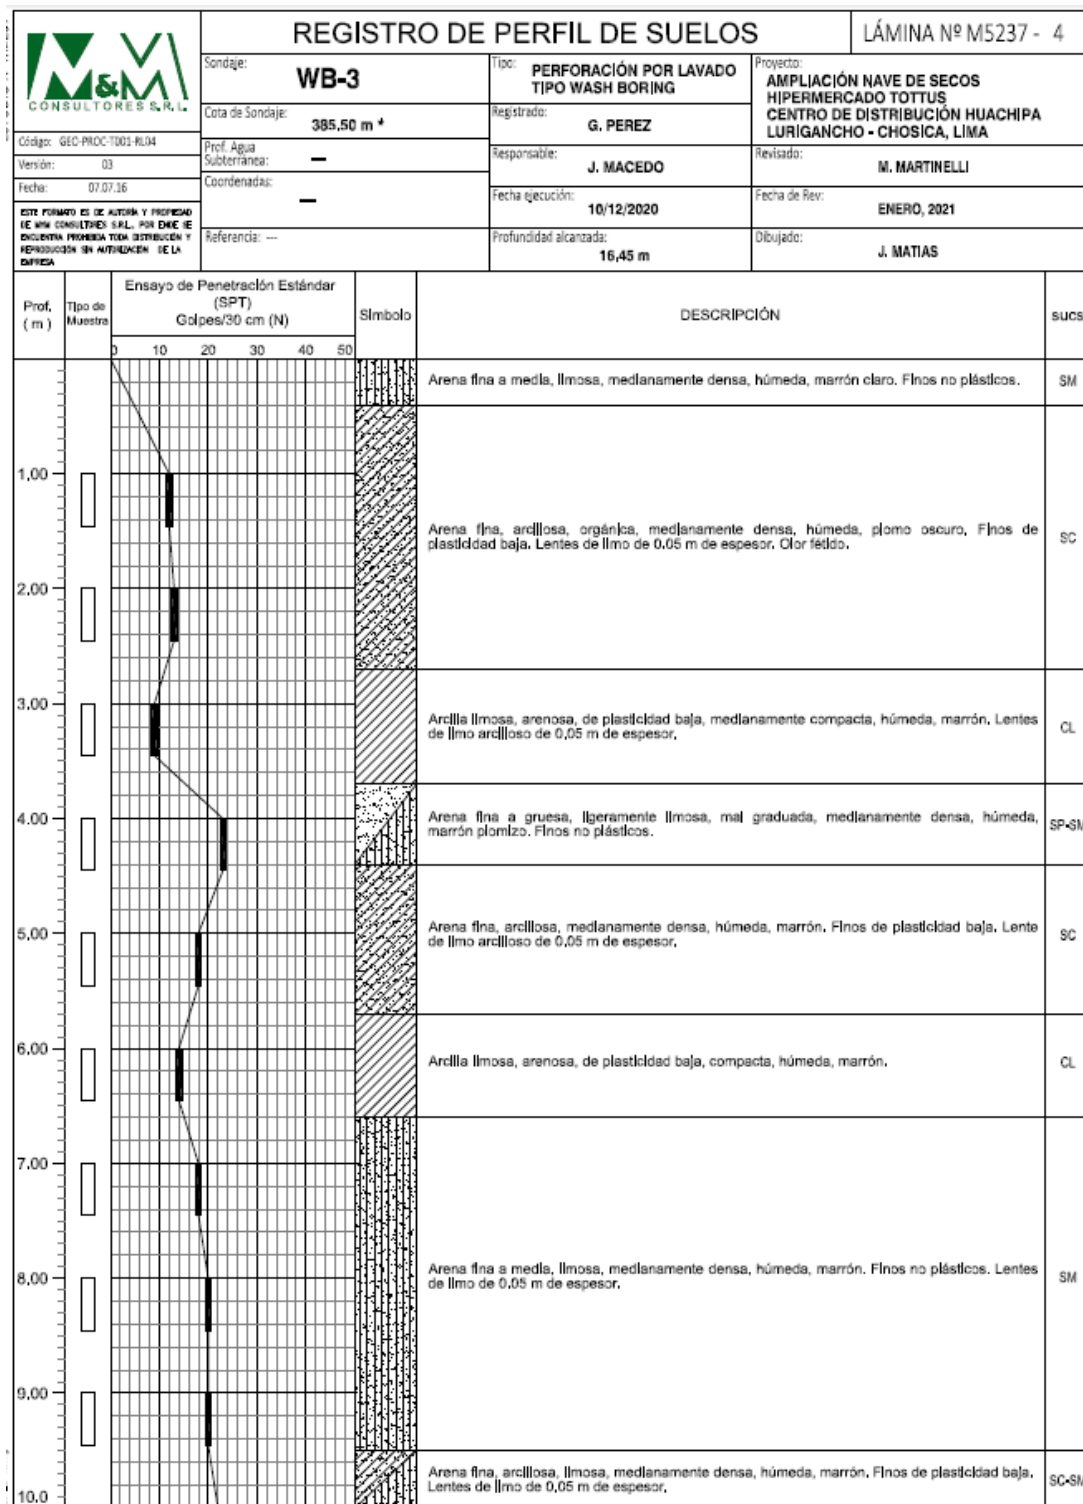 REGISTRO DE PERFIL DE SUELOS
LÁMINA Nº M5237 - 4
M&M
CONSULTORES S.R.L.
Código: GEO-PROC-T001-RL04
Versión: 03
Fecha: 07.07.16
ESTE FORMATO ES DE AUTORÍA Y PROPIEDAD
DE MYM CONSULTORES S.R.L. POR ENDE SE
ENCUENTRA PROHIBIDA TODA DISTRIBUCIÓN Y
REPRODUCCIÓN SIN AUTORIZACIÓN DE LA
EMPRESA
Sondaje:
WB-3
Cota de Sondaje:
385,50 m *
Prof. Agua
Subterránea: —
Coordenadas:
—
Referencia: ---
Tipo: PERFORACIÓN POR LAVADO
TIPO WASH BORING
Registrado:
G. PEREZ
Responsable:
J. MACEDO
Fecha ejecución:
10/12/2020
Profundidad alcanzada:
16,45 m
Proyecto:
AMPLIACIÓN NAVE DE SECOS
HIPERMERCADO TOTTUS
CENTRO DE DISTRIBUCIÓN HUACHIPA
LURIGANCHO - CHOSICA, LIMA
Revisado:
M. MARTINELLI
Fecha de Rev:
ENERO, 2021
Dibujado:
J. MATIAS
Prof.
( m )
Tipo de
Muestra
Ensayo de Penetración Estándar
(SPT)
Golpes/30 cm (N)
0 10 20 30 40 50
Símbolo
DESCRIPCIÓN
SUCS
Arena fina a media, limosa, medianamente densa, húmeda, marrón claro. Finos no plásticos.
SM
1,00
Arena fina, arcillosa, orgánica, medianamente densa, húmeda, plomo oscuro, Finos de
plasticidad baja. Lentes de limo de 0,05 m de espesor. Olor fétido.
SC
2,00
3,00
Arcilla limosa, arenosa, de plasticidad baja, medianamente compacta, húmeda, marrón. Lentes
de limo arcilloso de 0,05 m de espesor,
CL
4,00
Arena fina a gruesa, ligeramente limosa, mal graduada, medianamente densa, húmeda,
marrón plomizo. Finos no plásticos.
SP-SM
5,00
Arena fina, arcillosa, medianamente densa, húmeda, marrón. Finos de plasticidad baja. Lente
de limo arcilloso de 0,05 m de espesor,
SC
6,00
Arcilla limosa, arenosa, de plasticidad baja, compacta, húmeda, marrón.
CL
7,00
8,00
Arena fina a media, limosa, medianamente densa, húmeda, marrón. Finos no plásticos. Lentes
de limo de 0,05 m de espesor.
SM
9,00
Arena fina, arcillosa, limosa, medianamente densa, húmeda, marrón. Finos de plasticidad baja.
Lentes de limo de 0,05 m de espesor,
SC-SM
10.0